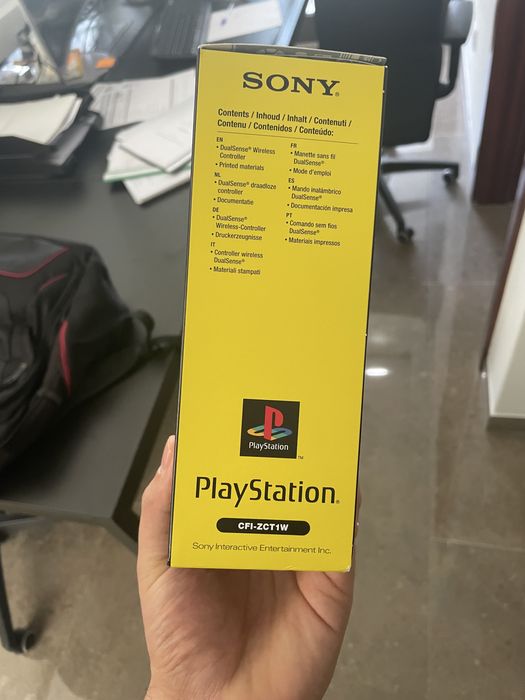 SONY®
Contents / Inhoud / Inhalt / Contenuti /
Contenu / Contenidos / Conteúdo:
EN
• DualSense® Wireless
Controller
• Printed materials
NL
• DualSense® draadloze
controller
• Documentatie
DE
• DualSense®
Wireless-Controller
• Druckerzeugnisse
IT
• Controller wireless
DualSense®
• Materiali stampati
FR
• Manette sans fil
DualSense®
• Mode d'emploi
ES
• Mando inalámbrico
DualSense®
• Documentación impresa
PT
• Comando sem fios
DualSense®
• Materiais impressos
PlayStation
TM
PlayStation®
CFI-ZCT1W
Sony Interactive Entertainment Inc.